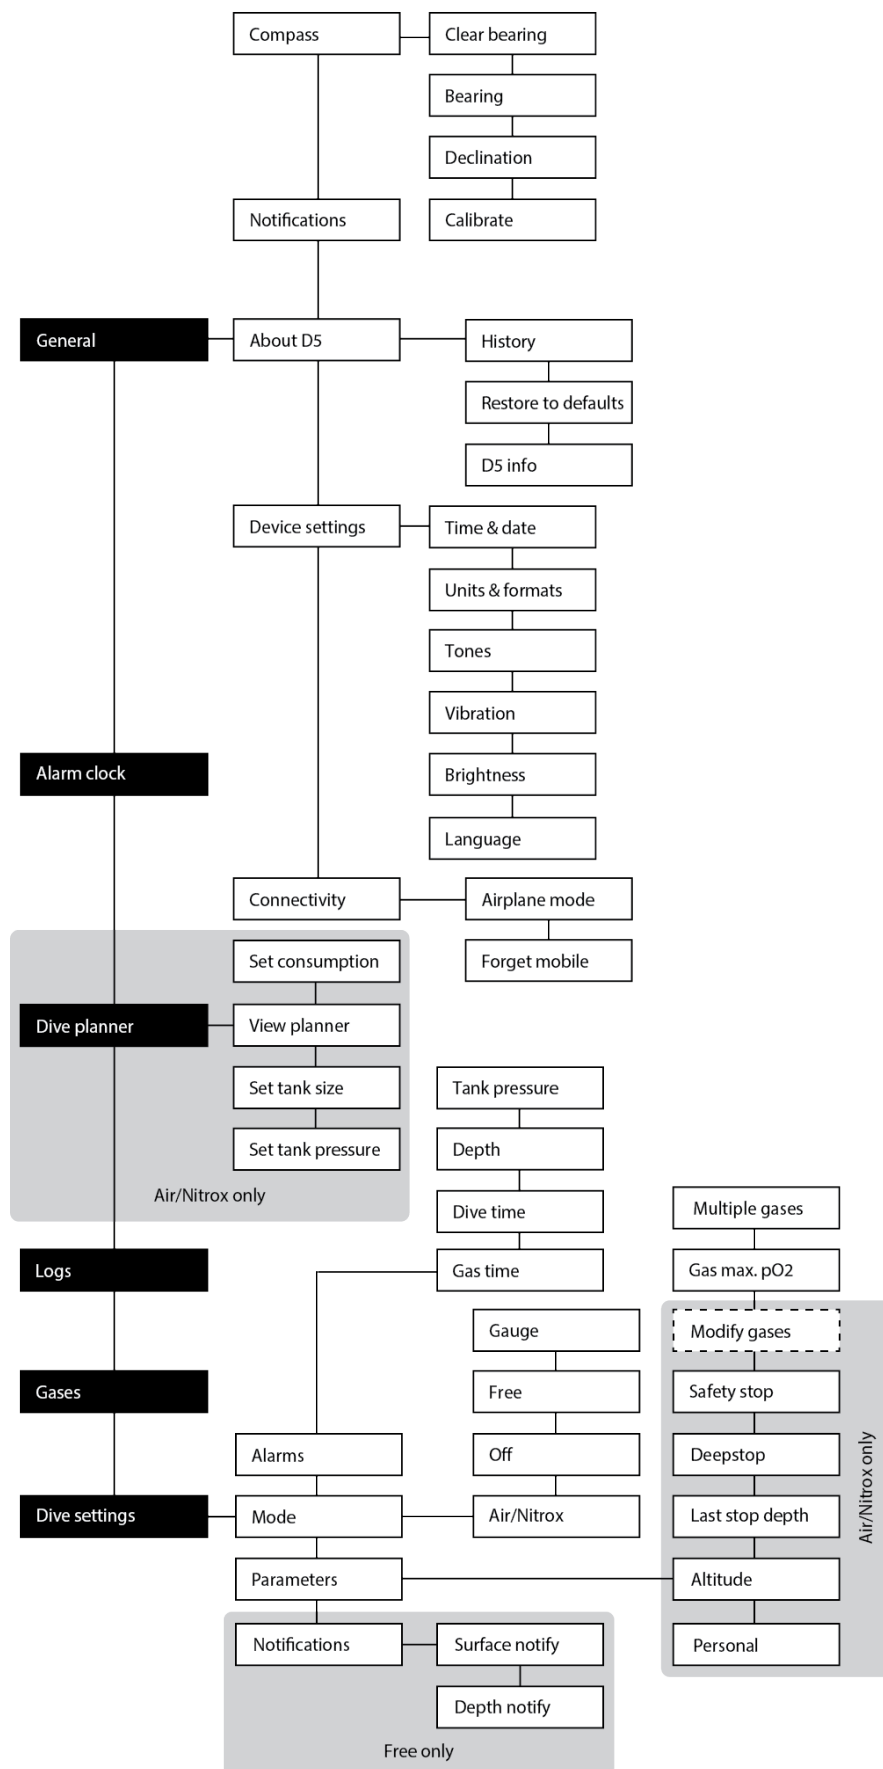 Compass
Clear bearing
Bearing
Declination
Notifications
Calibrate
General
About D5
History
Restore to defaults
D5 info
Device settings
Time & date
Units & formats
Tones
Vibration
Alarm clock
Brightness
Language
Connectivity
Airplane mode
Set consumption
Forget mobile
Dive planner
View planner
Set tank size
Tank pressure
Set tank pressure
Depth
Air/Nitrox only
Dive time
Multiple gases
Logs
Gas time
Gas max. pO2
Gauge
Modify gases
Gases
Free
Safety stop
Alarms
Off
Deepstop
Air/Nitrox only
Dive settings
Mode
Air/Nitrox
Last stop depth
Parameters
Altitude
Notifications
Surface notify
Personal
Depth notify
Free only